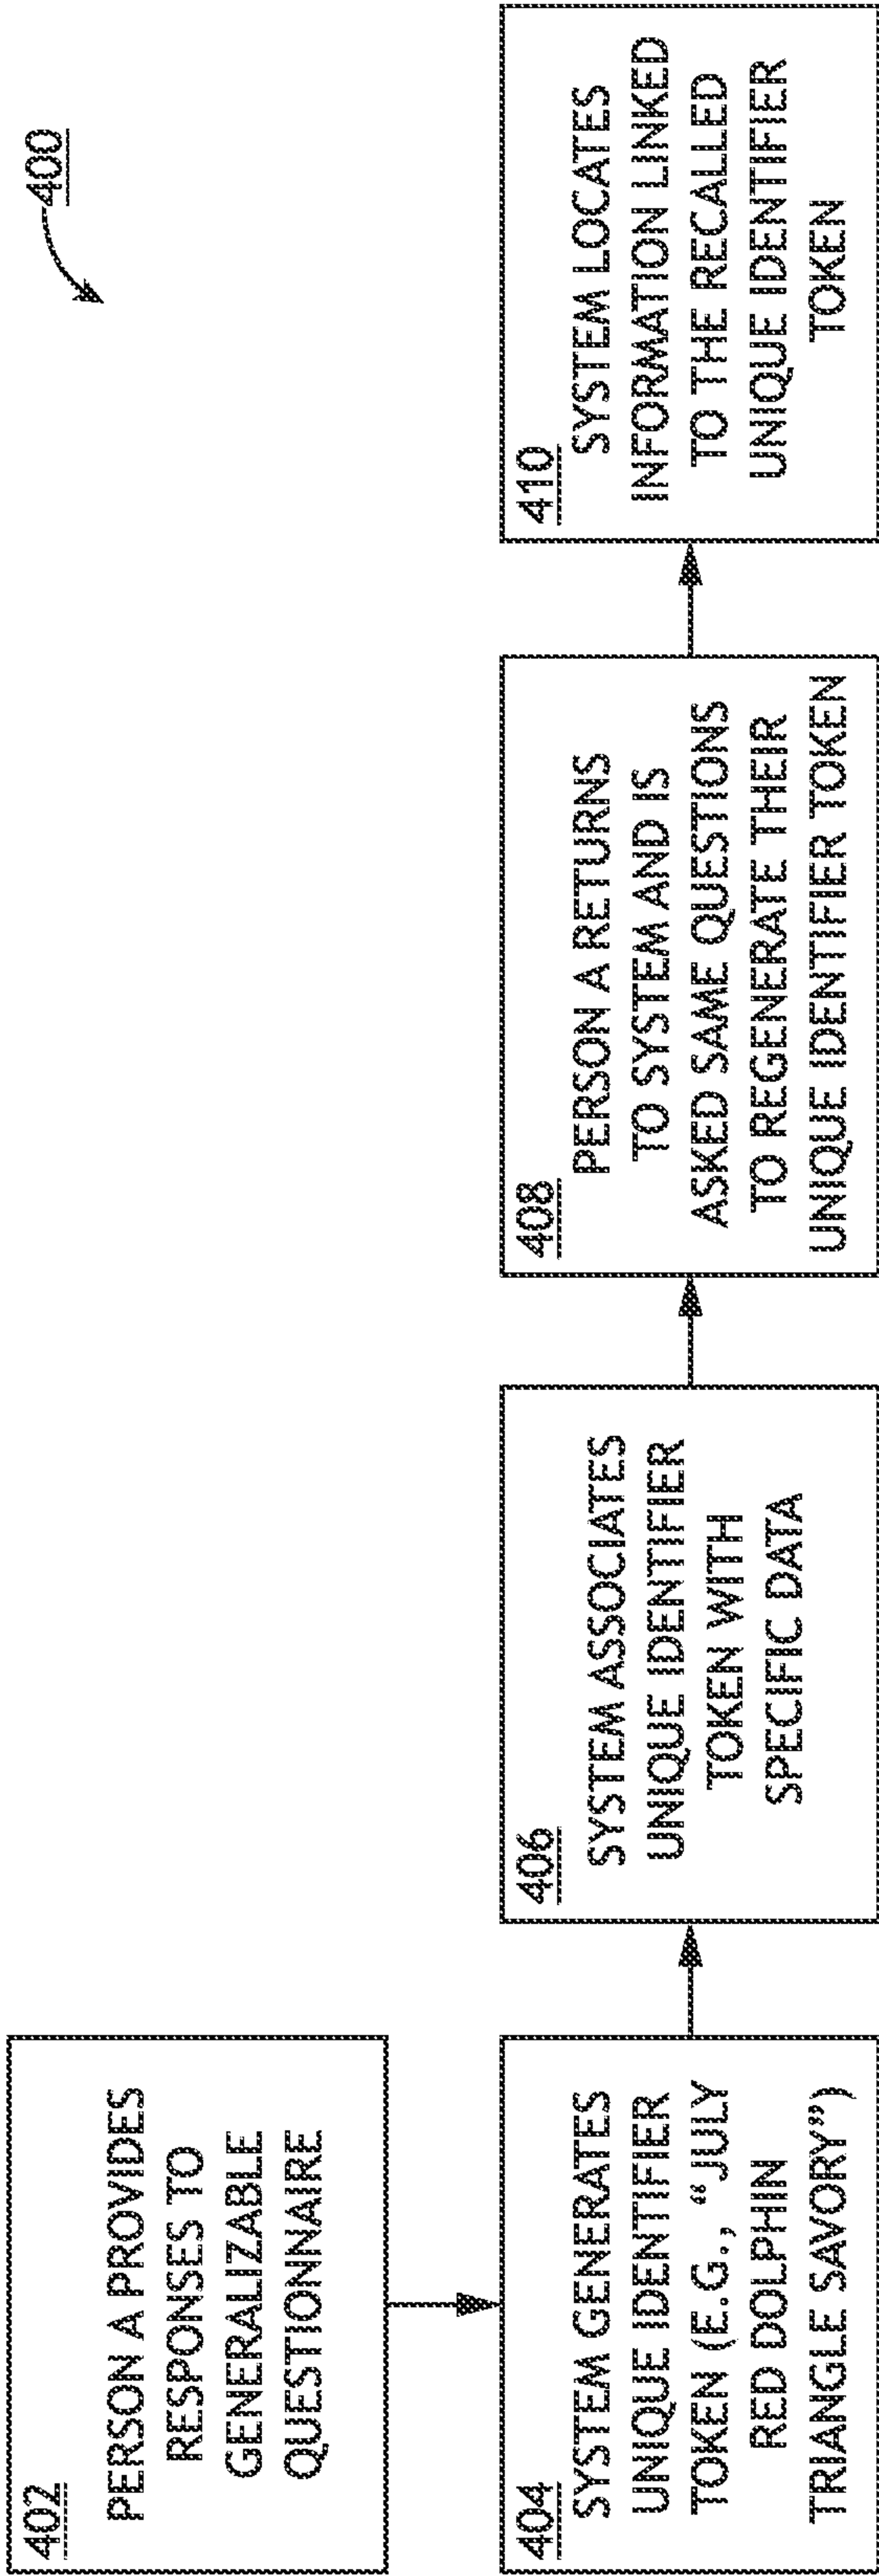 400
402
PERSON A PROVIDES
RESPONSES TO
GENERALIZABLE
QUESTIONNAIRE
404
SYSTEM GENERATES
UNIQUE IDENTIFIER
TOKEN (E.G., “JULY
RED DOLPHIN
TRIANGLE SAVORY”)
406
SYSTEM ASSOCIATES
UNIQUE IDENTIFIER
TOKEN WITH
SPECIFIC DATA
408
PERSON A RETURNS
TO SYSTEM AND IS
ASKED SAME QUESTIONS
TO REGENERATE THEIR
UNIQUE IDENTIFIER TOKEN
410
SYSTEM LOCATES
INFORMATION LINKED
TO THE RECALLED
UNIQUE IDENTIFIER
TOKEN